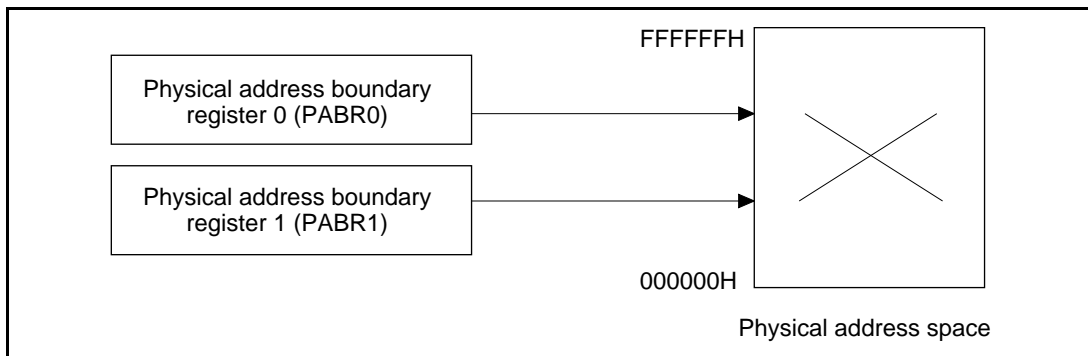 FFFFFFH
Physical address boundary
register 0 (PABR0)
Physical address boundary
register 1 (PABR1)
000000H
Physical address space